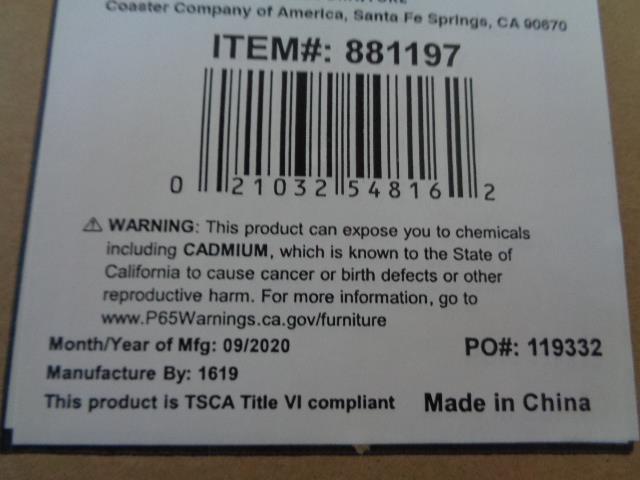 Coaster Company of America, Santa Fe Springs, CA 90670
ITEM#: 881197
0 21032 54816 2
⚠ WARNING: This product can expose you to chemicals
including CADMIUM, which is known to the State of
California to cause cancer or birth defects or other
reproductive harm. For more information, go to
www.P65Warnings.ca.gov/furniture
Month/Year of Mfg: 09/2020
PO#: 119332
Manufacture By: 1619
This product is TSCA Title VI compliant
Made in China